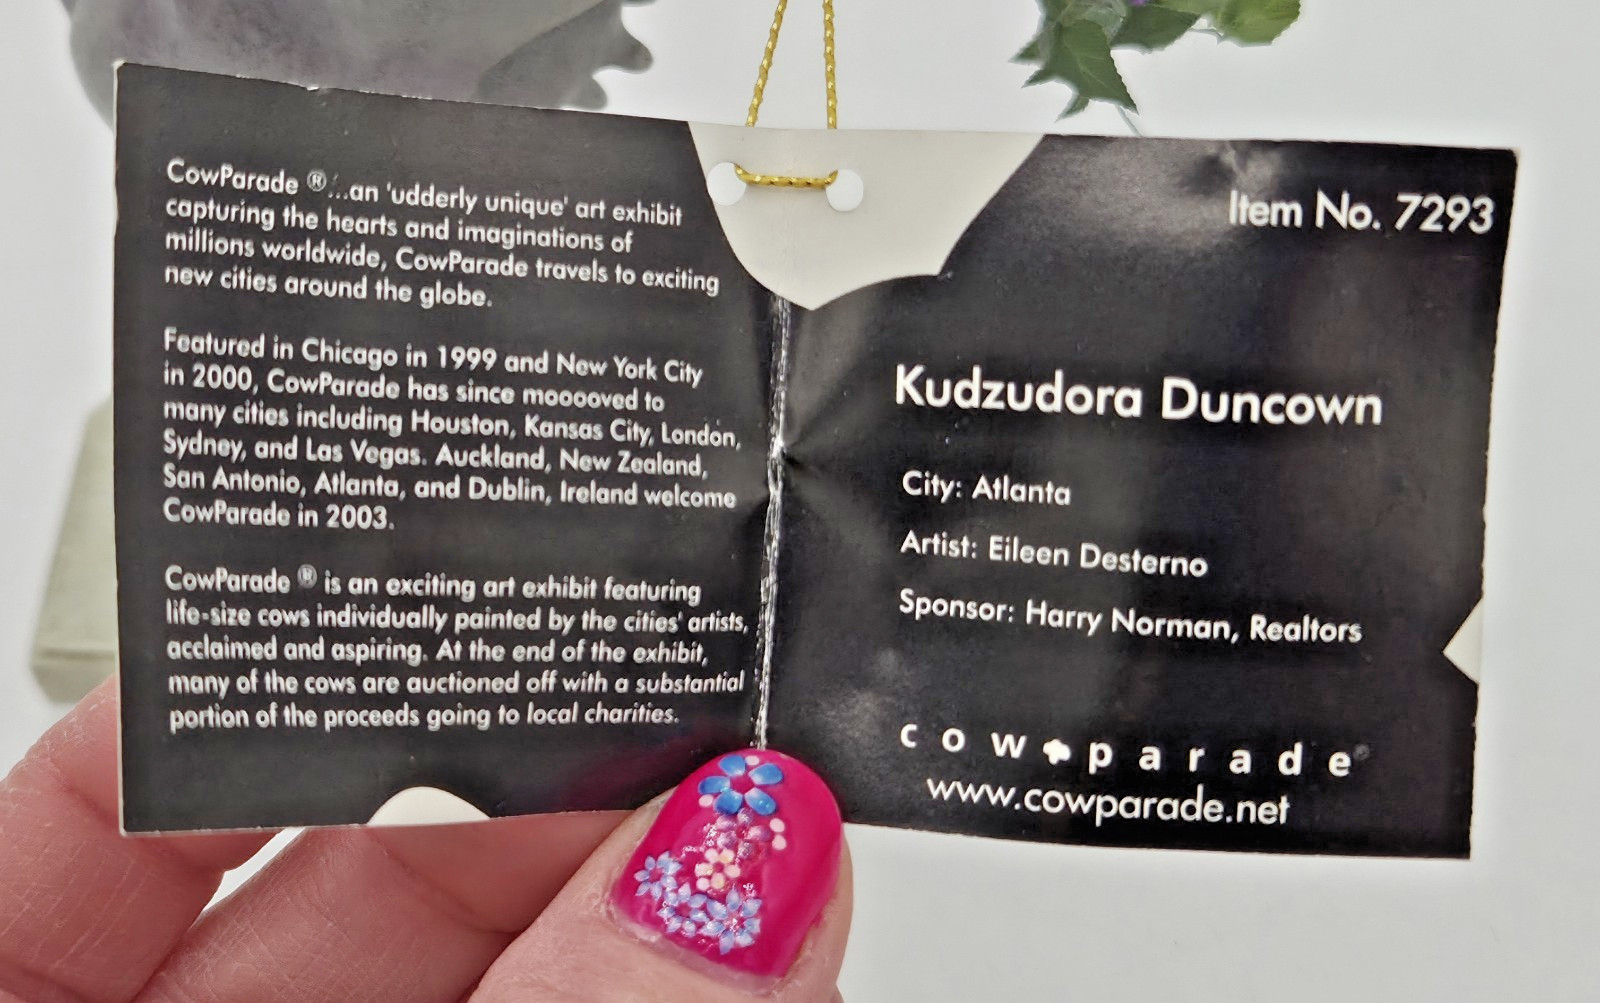 CowParade ®...an 'udderly unique' art exhibit
capturing the hearts and imaginations of
millions worldwide, CowParade travels to exciting
new cities around the globe.
Featured in Chicago in 1999 and New York City
in 2000, CowParade has since mooooved to
many cities including Houston, Kansas City, London,
Sydney, and Las Vegas. Auckland, New Zealand,
San Antonio, Atlanta, and Dublin, Ireland welcome
CowParade in 2003.
CowParade ® is an exciting art exhibit featuring
life-size cows individually painted by the cities' artists,
acclaimed and aspiring. At the end of the exhibit,
many of the cows are auctioned off with a substantial
portion of the proceeds going to local charities.
Item No. 7293
Kudzudora Duncown
City: Atlanta
Artist: Eileen Desterno
Sponsor: Harry Norman, Realtors
cow parade®
www.cowparade.net